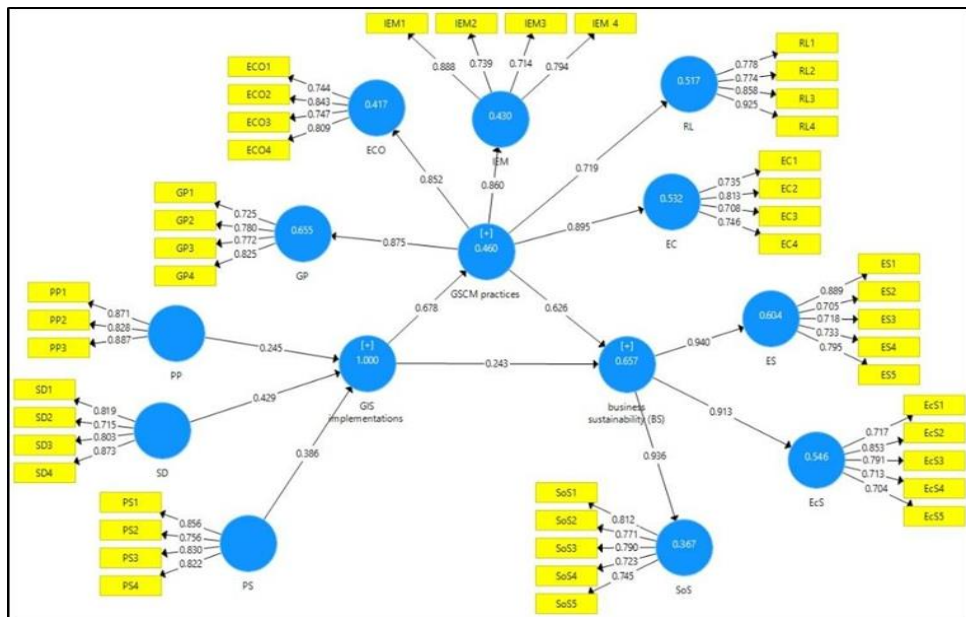 IEM1
IEM2
IEM3
IEM 4
0.888
0.739
0.714
0.794
0.430
IEM
ECO1
ECO2
ECO3
ECO4
0.744
0.843
0.747
0.809
0.417
ECO
RL1
RL2
RL3
RL4
0.778
0.774
0.858
0.925
0.517
RL
0.852
0.860
0.719
EC1
EC2
EC3
EC4
0.735
0.813
0.708
0.746
0.532
EC
0.895
GP1
GP2
GP3
GP4
0.725
0.780
0.772
0.825
0.655
GP
0.875
[+]
0.460
GSCM practices
0.678
0.626
PP1
PP2
PP3
0.871
0.828
0.887
PP
0.245
[+]
1.000
GIS
implementations
0.243
[+]
0.657
business
sustainability (BS)
0.940
ES1
ES2
ES3
ES4
ES5
0.889
0.705
0.718
0.733
0.795
0.604
ES
SD1
SD2
SD3
SD4
0.819
0.715
0.803
0.873
SD
0.429
0.386
0.913
0.936
EcS1
EcS2
EcS3
EcS4
EcS5
0.717
0.853
0.791
0.713
0.704
0.546
EcS
PS1
PS2
PS3
PS4
0.856
0.756
0.830
0.822
PS
SoS1
SoS2
SoS3
SoS4
SoS5
0.812
0.771
0.790
0.723
0.745
0.367
SoS